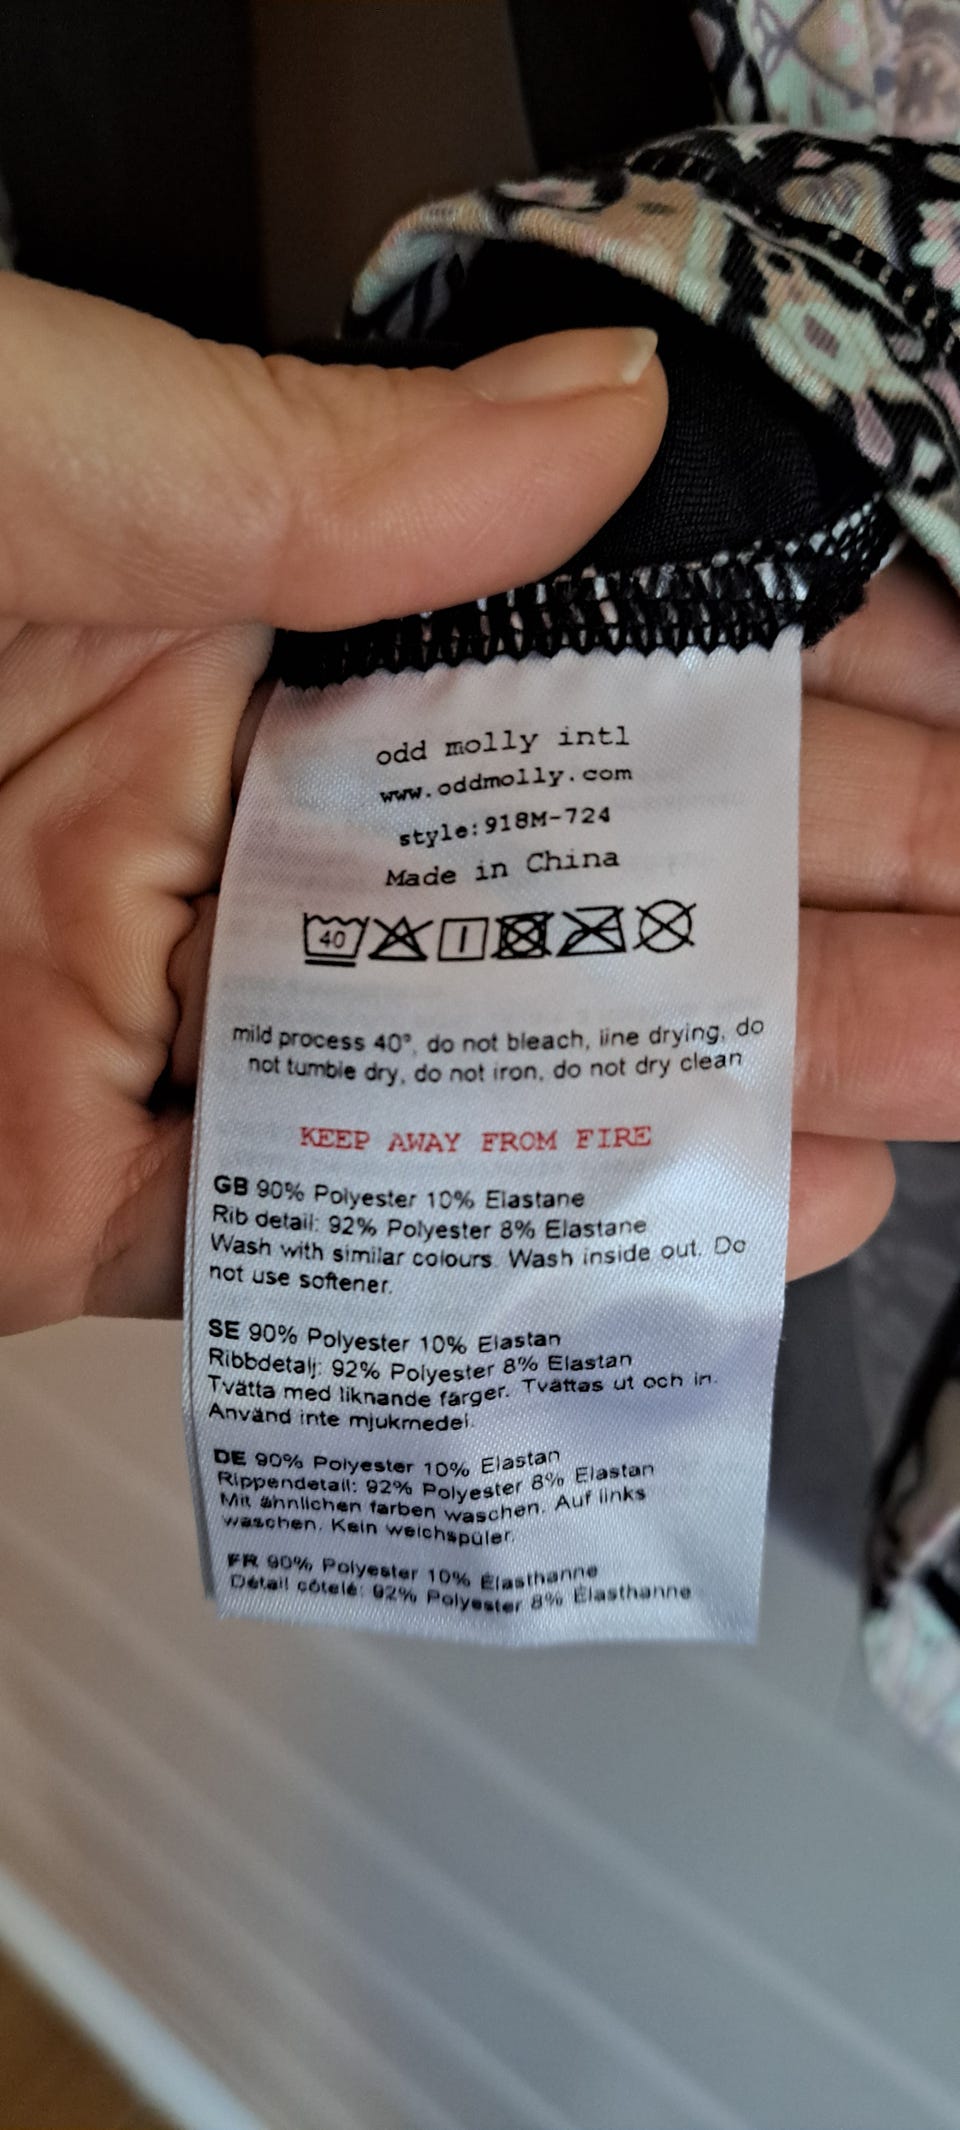 odd molly intl
www.oddmolly.com
style:918M-724
Made in China
40
mild process 40°, do not bleach, line drying, do
not tumble dry, do not iron, do not dry clean
KEEP AWAY FROM FIRE
GB 90% Polyester 10% Elastane
Rib detail: 92% Polyester 8% Elastane
Wash with similar colours. Wash inside out. Do
not use softener.
SE 90% Polyester 10% Elastan
Ribbdetalj: 92% Polyester 8% Elastan
Tvätta med liknande färger. Tvättas ut och in.
Använd inte mjukmedel.
DE 90% Polyester 10% Elastan
Rippendetail: 92% Polyester 8% Elastan
Mit ähnlichen farben waschen. Auf links
waschen. Kein weichspüler.
FR 90% Polyester 10% Élasthanne
Détail côtelé: 92% Polyester 8% Élasthanne